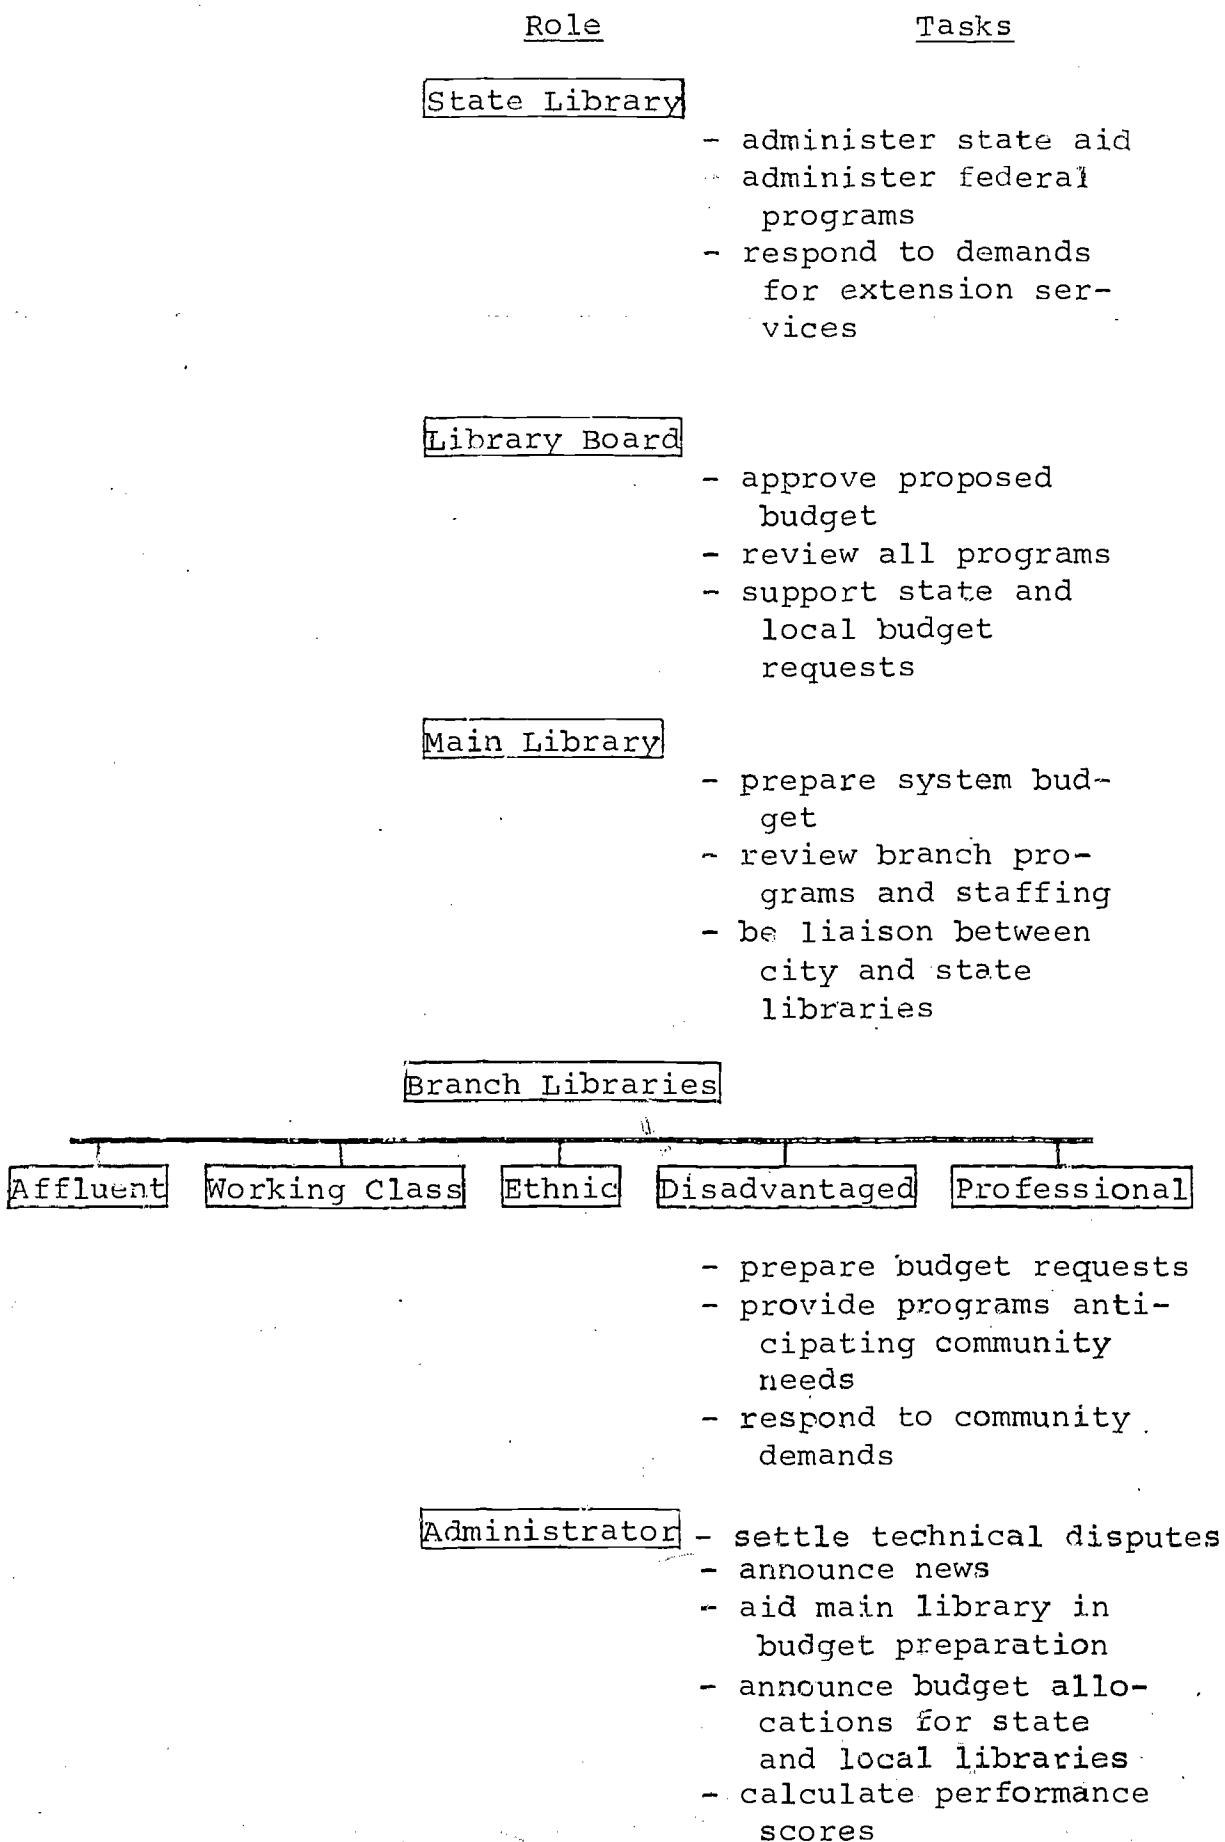 Role Tasks
State Library
- administer state aid
- administer federal
programs
- respond to demands
for extension ser-
vices
Library Board
- approve proposed
budget
- review all programs
- support state and
local budget
requests
Main Library
- prepare system bud-
get
- review branch pro-
grams and staffing
- be liaison between
city and state
libraries
Branch Libraries
Affluent Working Class Ethnic Disadvantaged Professional
- prepare budget requests
- provide programs anti-
cipating community
needs
- respond to community
demands
Administrator - settle technical disputes
- announce news
- aid main library in
budget preparation
- announce budget allo-
cations for state
and local libraries
- calculate performance
scores